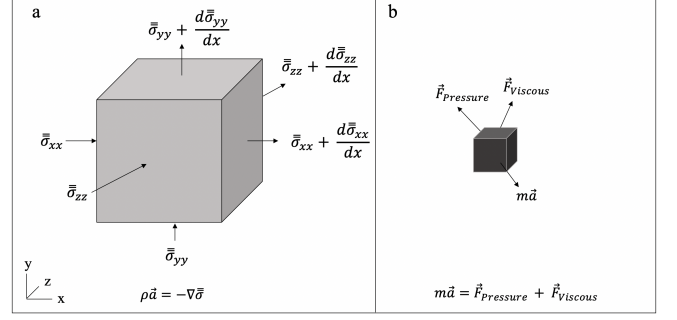 a
σ̿yy + dσ̿yy/dx
σ̿zz + dσ̿zz/dx
σ̿xx
σ̿xx + dσ̿xx/dx
σ̿zz
σ̿yy
y
z
x
ρa⃗ = −∇σ̿
b
F⃗Pressure
F⃗Viscous
ma⃗
ma⃗ = F⃗Pressure + F⃗Viscous